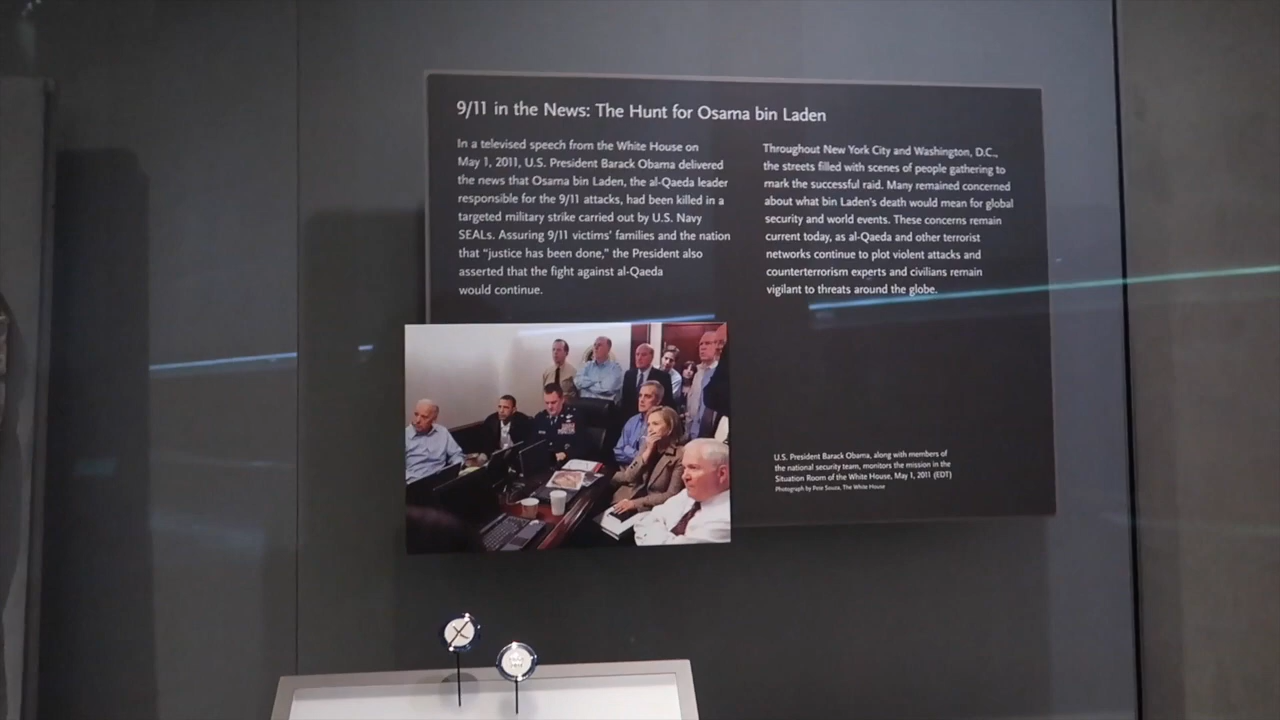 9/11 in the News: The Hunt for Osama bin Laden
In a televised speech from the White House on
May 1, 2011, U.S. President Barack Obama delivered
the news that Osama bin Laden, the al-Qaeda leader
responsible for the 9/11 attacks, had been killed in a
targeted military strike carried out by U.S. Navy
SEALs. Assuring 9/11 victims’ families and the nation
that “justice has been done,” the President also
asserted that the fight against al-Qaeda
would continue.
Throughout New York City and Washington, D.C.,
the streets filled with scenes of people gathering to
mark the successful raid. Many remained concerned
about what bin Laden’s death would mean for global
security and world events. These concerns remain
current today, as al-Qaeda and other terrorist
networks continue to plot violent attacks and
counterterrorism experts and civilians remain
vigilant to threats around the globe.
U.S. President Barack Obama, along with members of
the national security team, monitors the mission in the
Situation Room of the White House, May 1, 2011 (EDT)
Photograph by Pete Souza, The White House